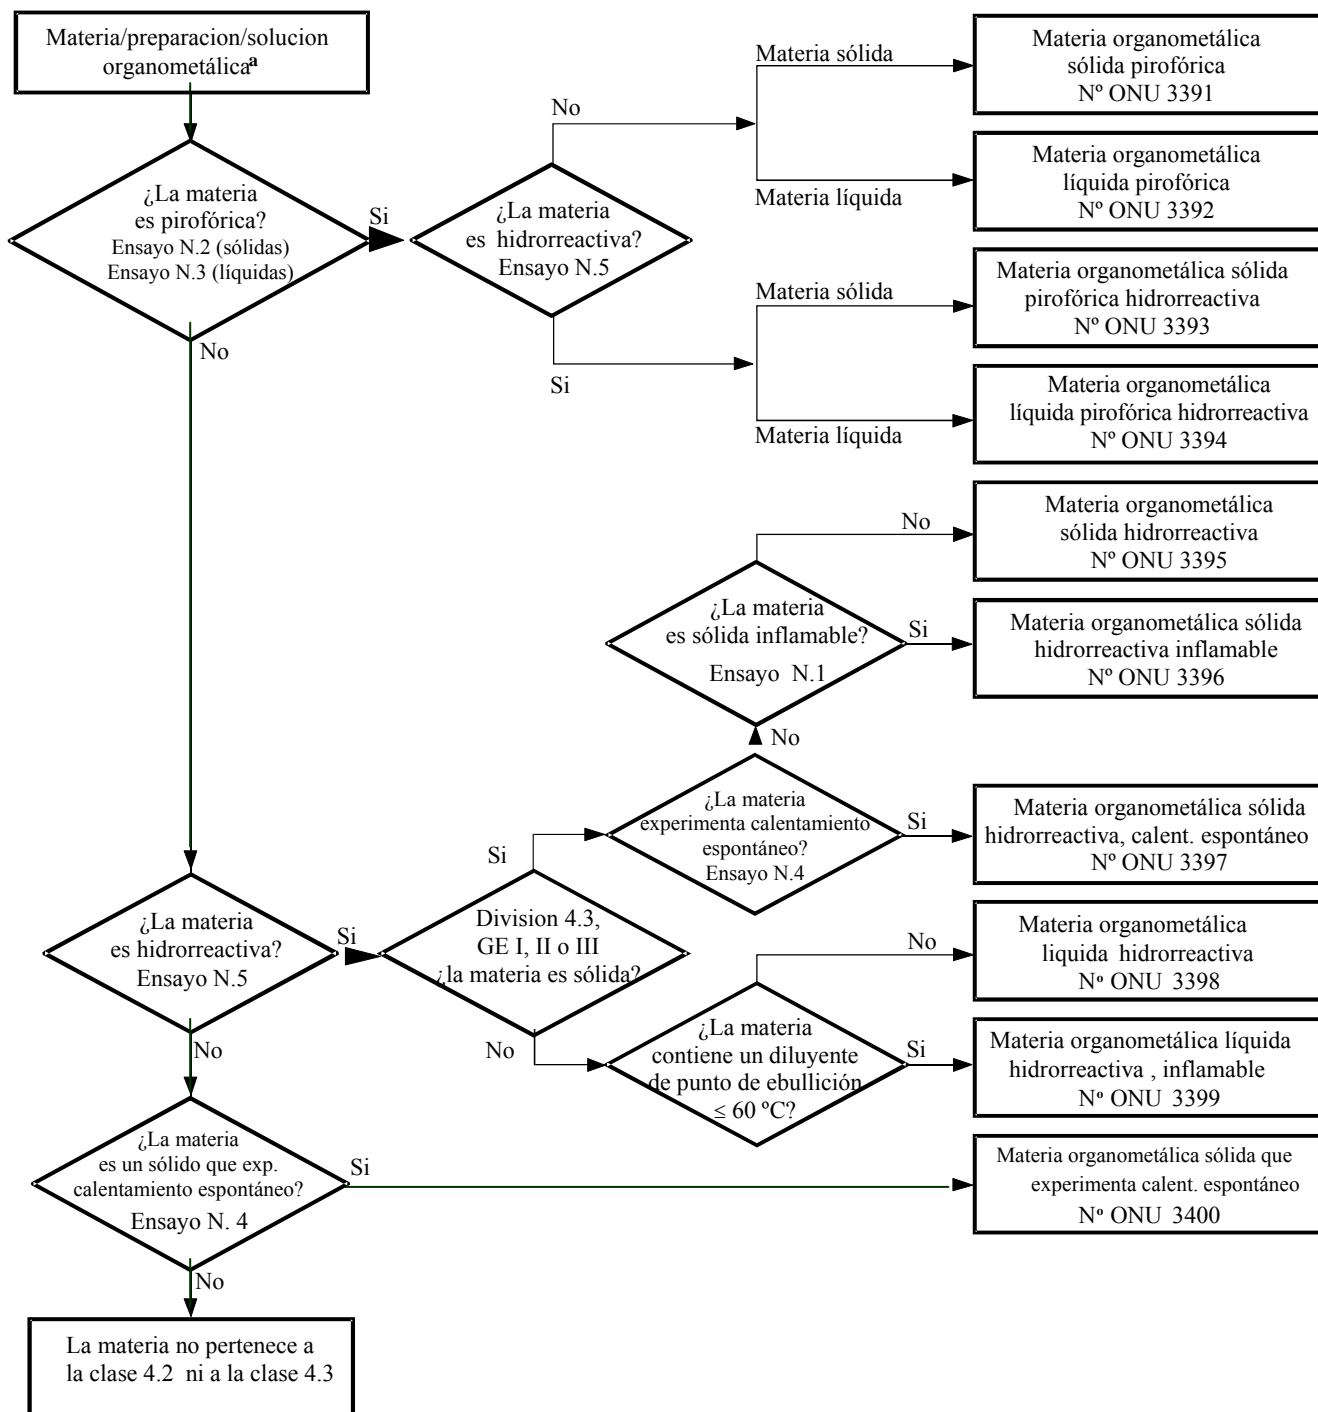 Materia/preparacion/solucion
organometálicaª
¿La materia
es pirofórica?
Ensayo N.2 (sólidas)
Ensayo N.3 (líquidas)
Si
No
¿La materia
es hidrorreactiva?
Ensayo N.5
No
Si
Materia sólida
Materia líquida
Materia organometálica
sólida pirofórica
Nº ONU 3391
Materia organometálica
líquida pirofórica
Nº ONU 3392
Materia sólida
Materia líquida
Materia organometálica sólida
pirofórica hidrorreactiva
Nº ONU 3393
Materia organometálica
líquida pirofórica hidrorreactiva
Nº ONU 3394
No
Materia organometálica
sólida hidrorreactiva
Nº ONU 3395
¿La materia
es sólida inflamable?
Ensayo N.1
Si
Materia organometálica sólida
hidrorreactiva inflamable
Nº ONU 3396
No
¿La materia
experimenta calentamiento
espontáneo?
Ensayo N.4
Si
Materia organometálica sólida
hidrorreactiva, calent. espontáneo
Nº ONU 3397
¿La materia
es hidrorreactiva?
Ensayo N.5
Si
No
Si
Division 4.3,
GE I, II o III
¿la materia es sólida?
No
No
Materia organometálica
liquida hidrorreactiva
Nº ONU 3398
¿La materia
contiene un diluyente
de punto de ebullición
≤ 60 ºC?
Si
Materia organometálica líquida
hidrorreactiva , inflamable
Nº ONU 3399
¿La materia
es un sólido que exp.
calentamiento espontáneo?
Ensayo N. 4
Si
Materia organometálica sólida que
experimenta calent. espontáneo
Nº ONU 3400
No
La materia no pertenece a
la clase 4.2 ni a la clase 4.3